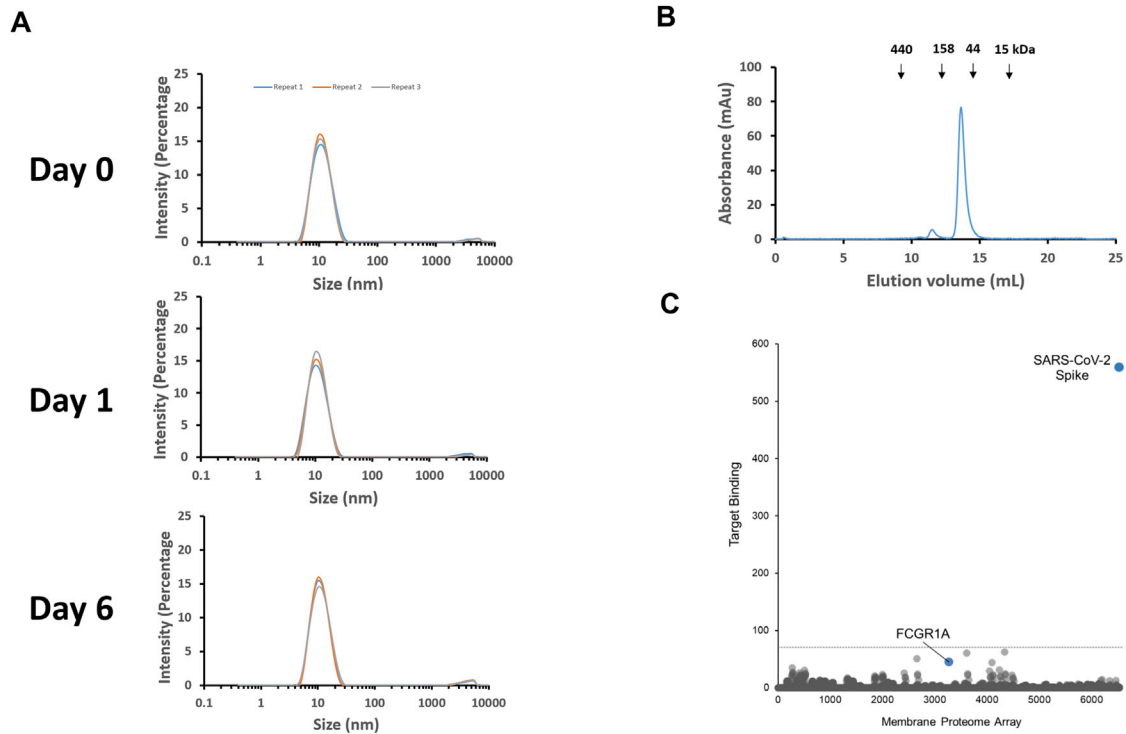 A
Day 0
Intensity (Percentage
25
20
15
10
5
0
Repeat 1 Repeat 2 Repeat 3
0.1 1 10 100 1000 10000
Size (nm)
Day 1
Intensity (Percentage
25
20
15
10
5
0
0.1 1 10 100 1000 10000
Size (nm)
Day 6
Intensity (Percentage
25
20
15
10
5
0
0.1 1 10 100 1000 10000
Size (nm)
B
440 158 44 15 kDa
Absorbance (mAu)
100
80
60
40
20
0
0 5 10 15 20 25
Elution volume (mL)
C
Target Binding
600
500
400
300
200
100
0
SARS-CoV-2
Spike
FCGR1A
0 1000 2000 3000 4000 5000 6000
Membrane Proteome Array